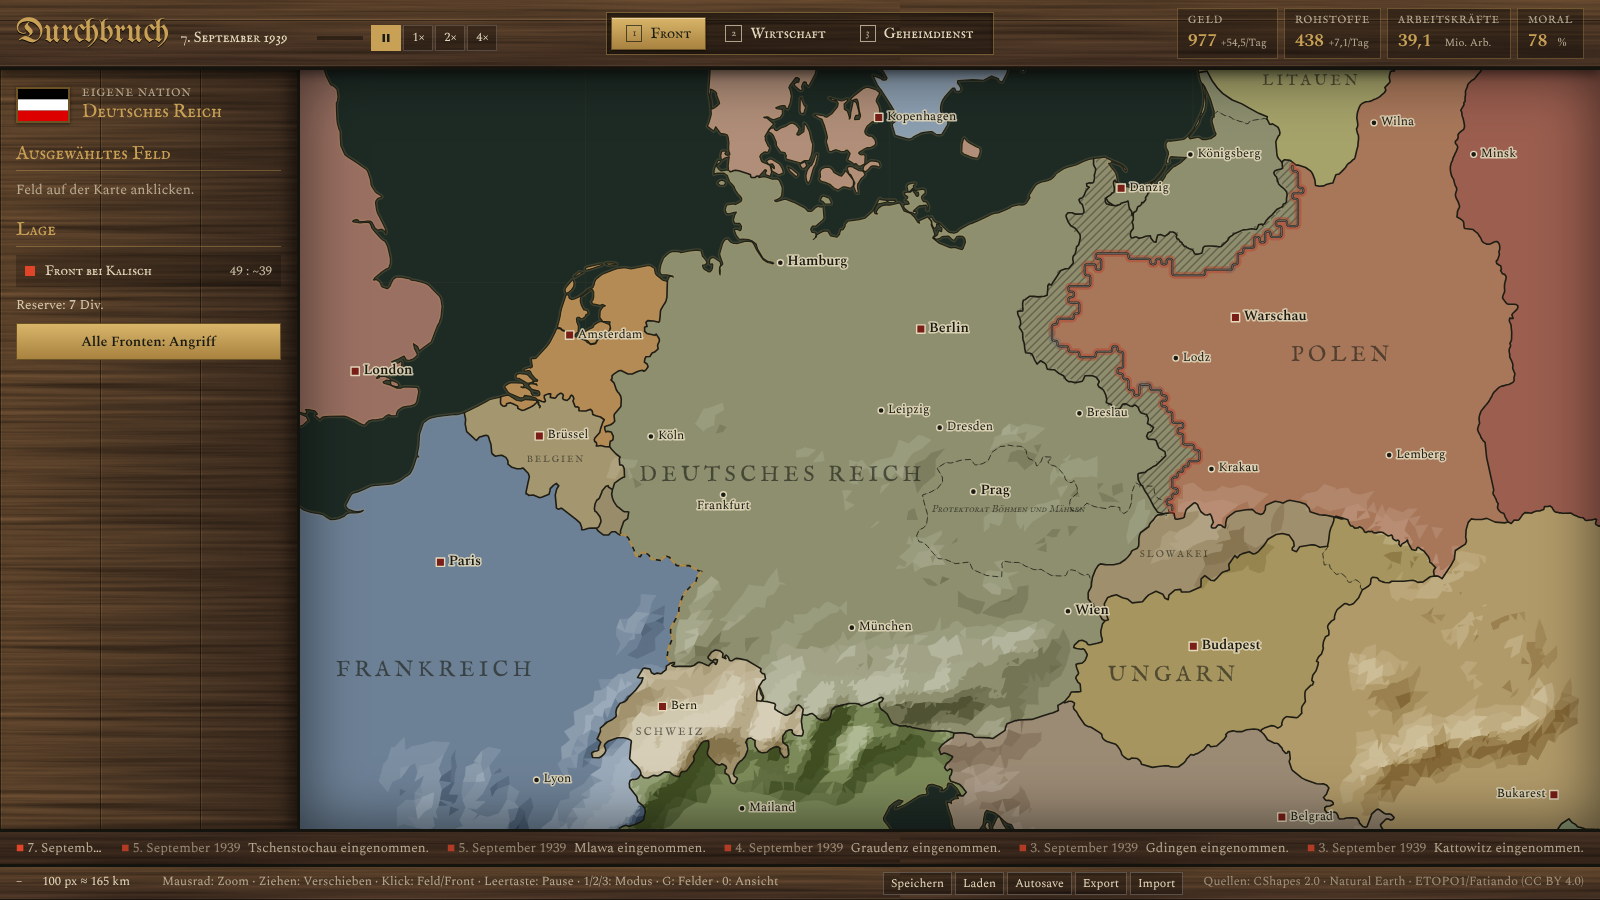 Durchbruch
7. September 1939
1×
2×
4×
1 Front
2 Wirtschaft
3 Geheimdienst
GELD
977 +54,5/Tag
ROHSTOFFE
438 +7,1/Tag
ARBEITSKRÄFTE
39,1 Mio. Arb.
MORAL
78 %
EIGENE NATION
Deutsches Reich
Ausgewähltes Feld
Feld auf der Karte anklicken.
Lage
Front bei Kalisch 49 : ~39
Reserve: 7 Div.
Alle Fronten: Angriff
LITAUEN
Kopenhagen
Wilna
Königsberg
Minsk
Danzig
Hamburg
Warschau
Berlin
Amsterdam
POLEN
Lodz
London
Leipzig
Breslau
Dresden
Brüssel
Köln
BELGIEN
Lemberg
Krakau
DEUTSCHES REICH
Prag
Frankfurt
Protektorat Böhmen und Mähren
SLOWAKEI
Paris
Wien
München
Budapest
FRANKREICH
UNGARN
Bern
SCHWEIZ
Lyon
Bukarest
Mailand
Belgrad
7. Septemb…
5. September 1939 Tschenstochau eingenommen.
5. September 1939 Mlawa eingenommen.
4. September 1939 Graudenz eingenommen.
3. September 1939 Gdingen eingenommen.
3. September 1939 Kattowitz eingenommen.
– 100 px ≈ 165 km
Mausrad: Zoom · Ziehen: Verschieben · Klick: Feld/Front · Leertaste: Pause · 1/2/3: Modus · G: Felder · 0: Ansicht
Speichern
Laden
Autosave
Export
Import
Quellen: CShapes 2.0 · Natural Earth · ETOPO1/Fatiando (CC BY 4.0)